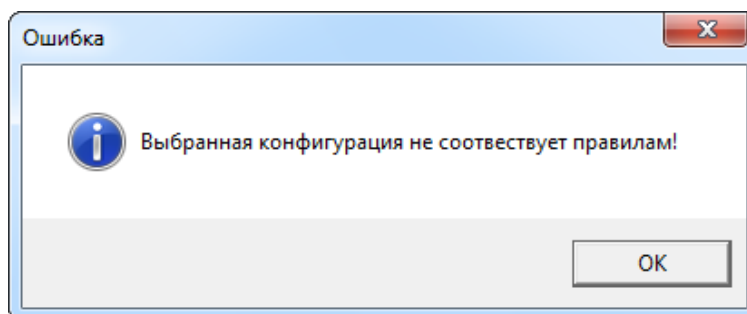 Ошибка
Выбранная конфигурация не соотвествует правилам!
OK